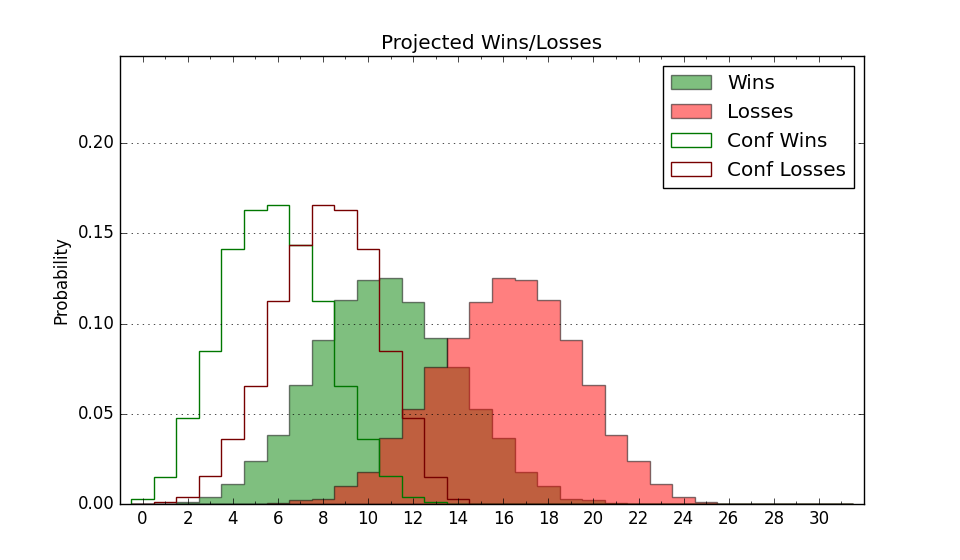 Projected Wins/Losses
Wins
Losses
Conf Wins
Conf Losses
Probability
0.20
0.15
0.10
0.05
0.00
0 2 4 6 8 10 12 14 16 18 20 22 24 26 28 30